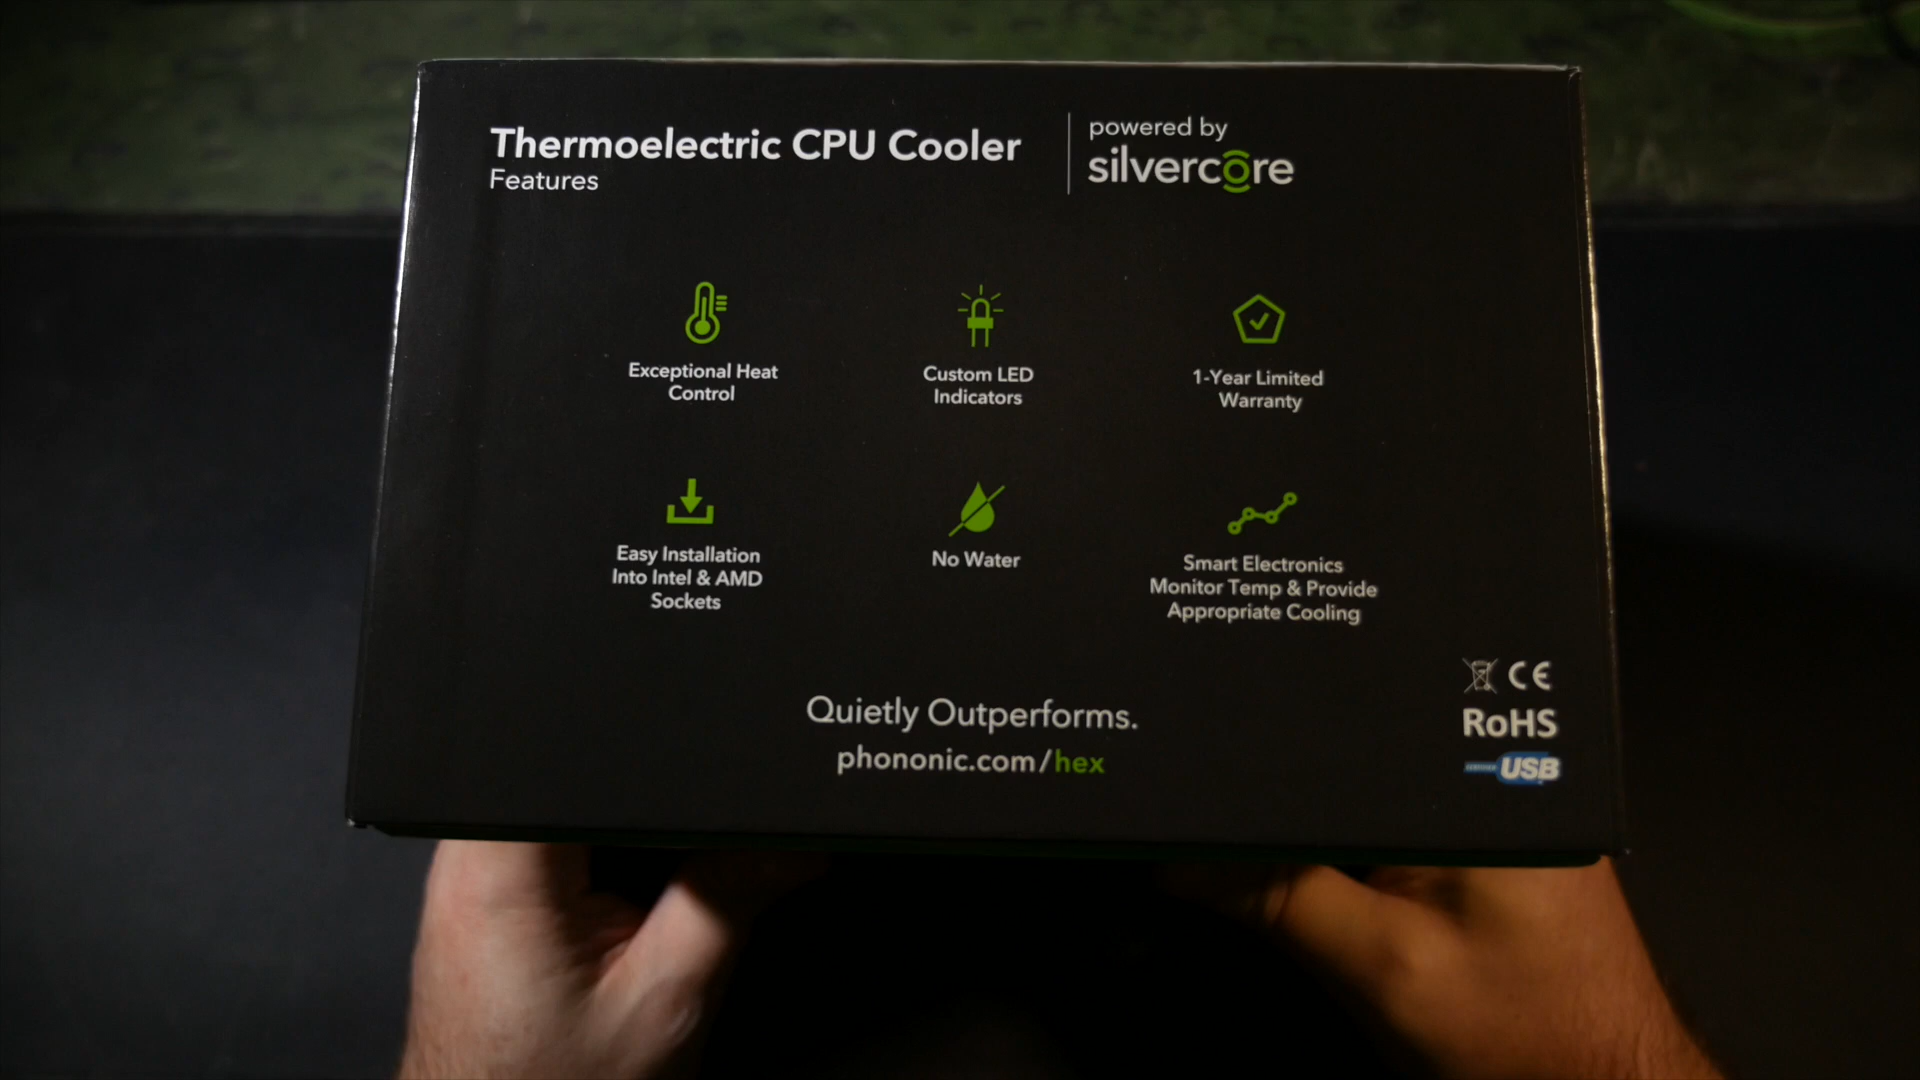 Thermoelectric CPU Cooler
Features
powered by
silvercore
Exceptional Heat
Control
Custom LED
Indicators
1-Year Limited
Warranty
Easy Installation
Into Intel & AMD
Sockets
No Water
Smart Electronics
Monitor Temp & Provide
Appropriate Cooling
Quietly Outperforms.
phononic.com/hex
CE
RoHS
USB